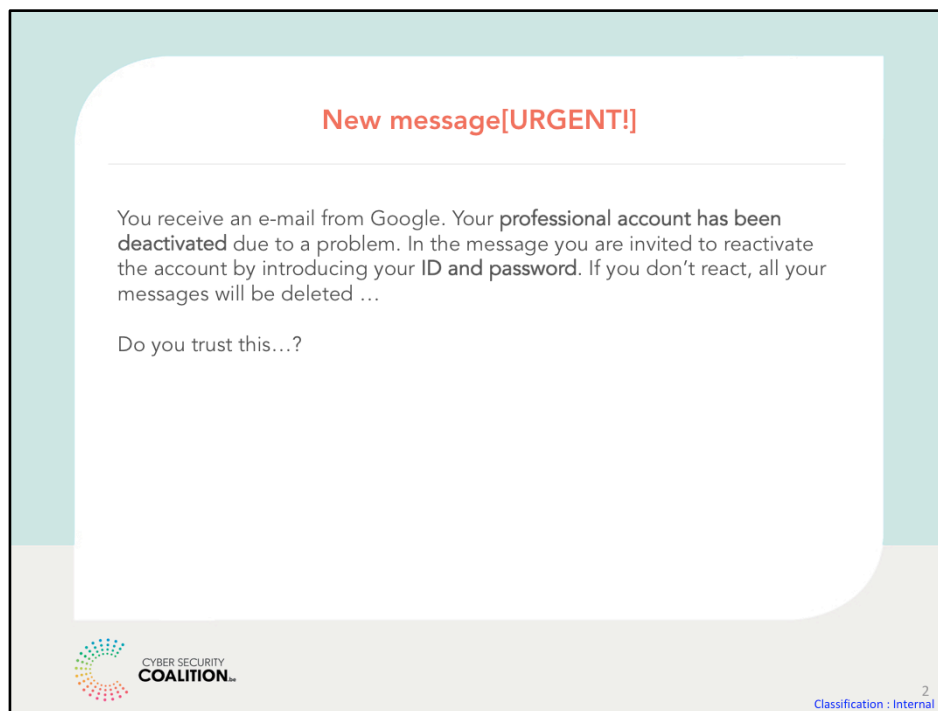 New message[URGENT!]
You receive an e-mail from Google. Your professional account has been
deactivated due to a problem. In the message you are invited to reactivate
the account by introducing your ID and password. If you don’t react, all your
messages will be deleted …
Do you trust this…?
CYBER SECURITY
COALITION.be
2
Classification : Internal